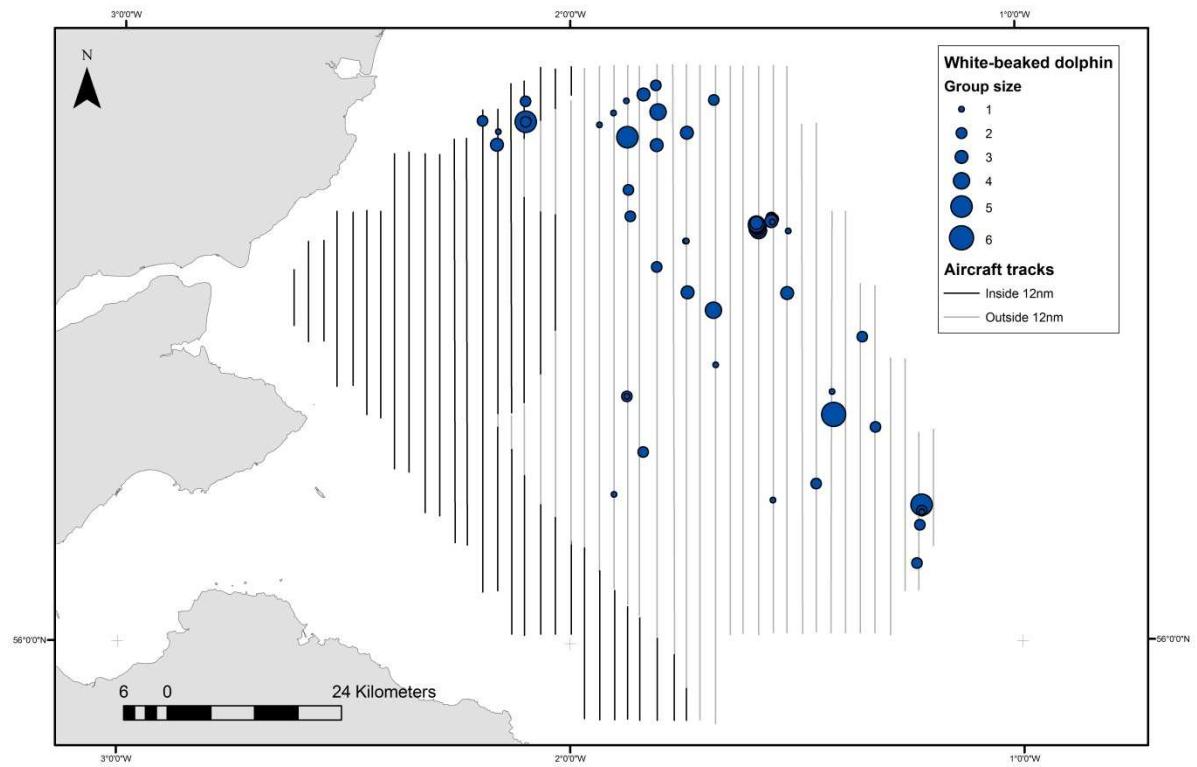 3°0'0"W 2°0'0"W 1°0'0"W
N
White-beaked dolphin
Group size
1
2
3
4
5
6
Aircraft tracks
Inside 12nm
Outside 12nm
56°0'0"N 56°0'0"N
6 0 24 Kilometers
3°0'0"W 2°0'0"W 1°0'0"W